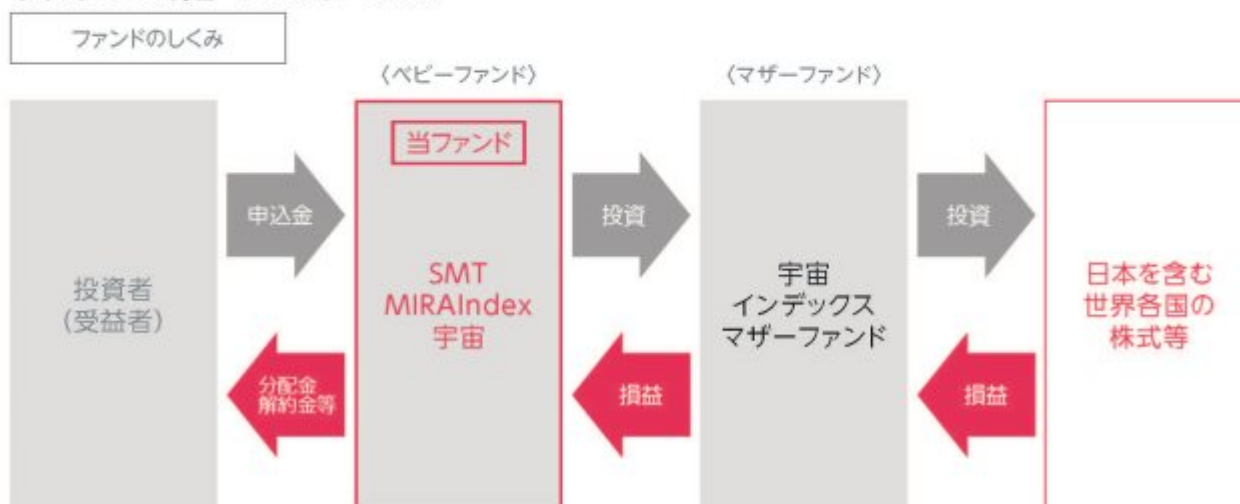 ファンドのしくみ
〈ベビーファンド〉
〈マザーファンド〉
投資者
(受益者)
申込金
分配金
解約金等
当ファンド
SMT
MIRAIndex
宇宙
投資
損益
宇宙
インデックス
マザーファンド
投資
損益
日本を含む
世界各国の
株式等